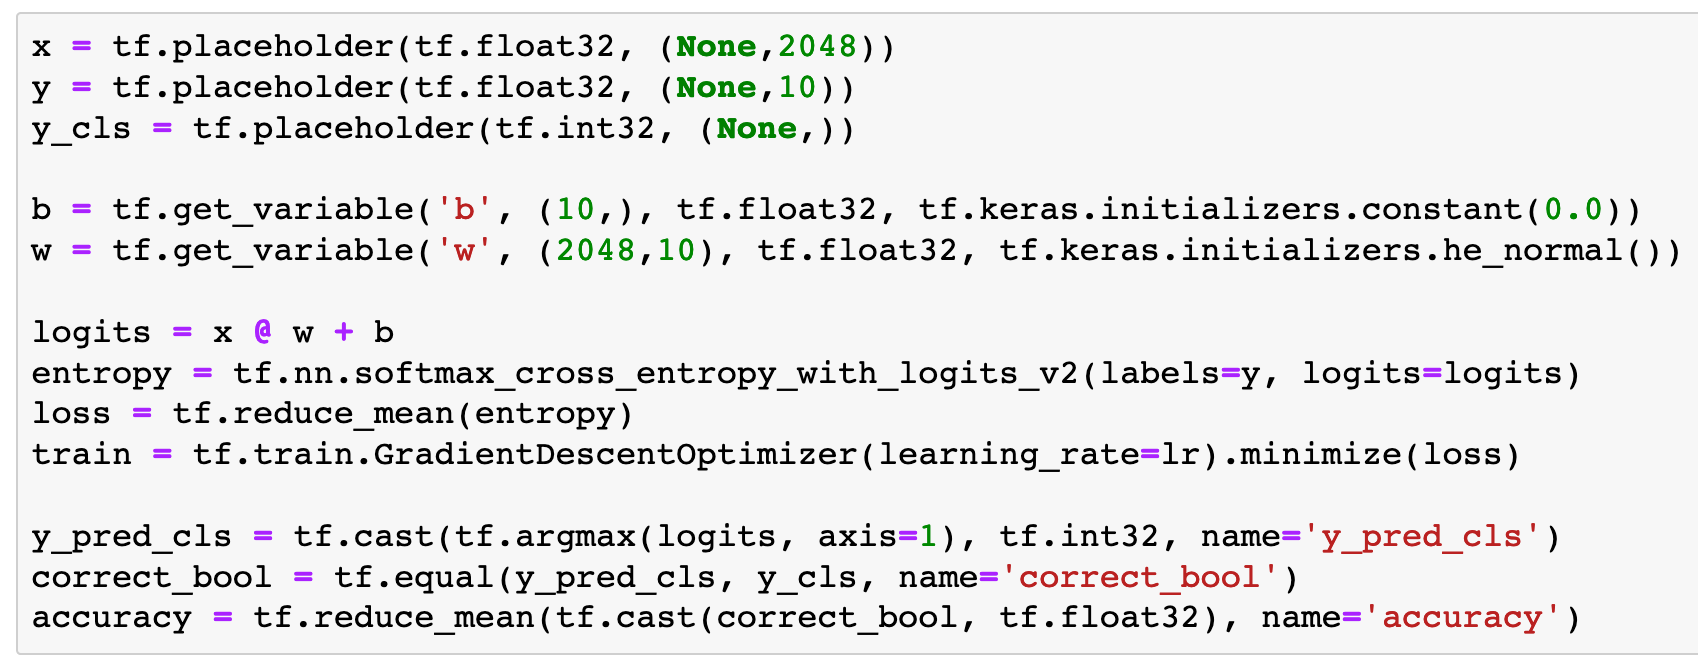 x = tf.placeholder(tf.float32, (None,2048))
y = tf.placeholder(tf.float32, (None,10))
y_cls = tf.placeholder(tf.int32, (None,))
b = tf.get_variable('b', (10,), tf.float32, tf.keras.initializers.constant(0.0))
w = tf.get_variable('w', (2048,10), tf.float32, tf.keras.initializers.he_normal())
logits = x @ w + b
entropy = tf.nn.softmax_cross_entropy_with_logits_v2(labels=y, logits=logits)
loss = tf.reduce_mean(entropy)
train = tf.train.GradientDescentOptimizer(learning_rate=lr).minimize(loss)
y_pred_cls = tf.cast(tf.argmax(logits, axis=1), tf.int32, name='y_pred_cls')
correct_bool = tf.equal(y_pred_cls, y_cls, name='correct_bool')
accuracy = tf.reduce_mean(tf.cast(correct_bool, tf.float32), name='accuracy')